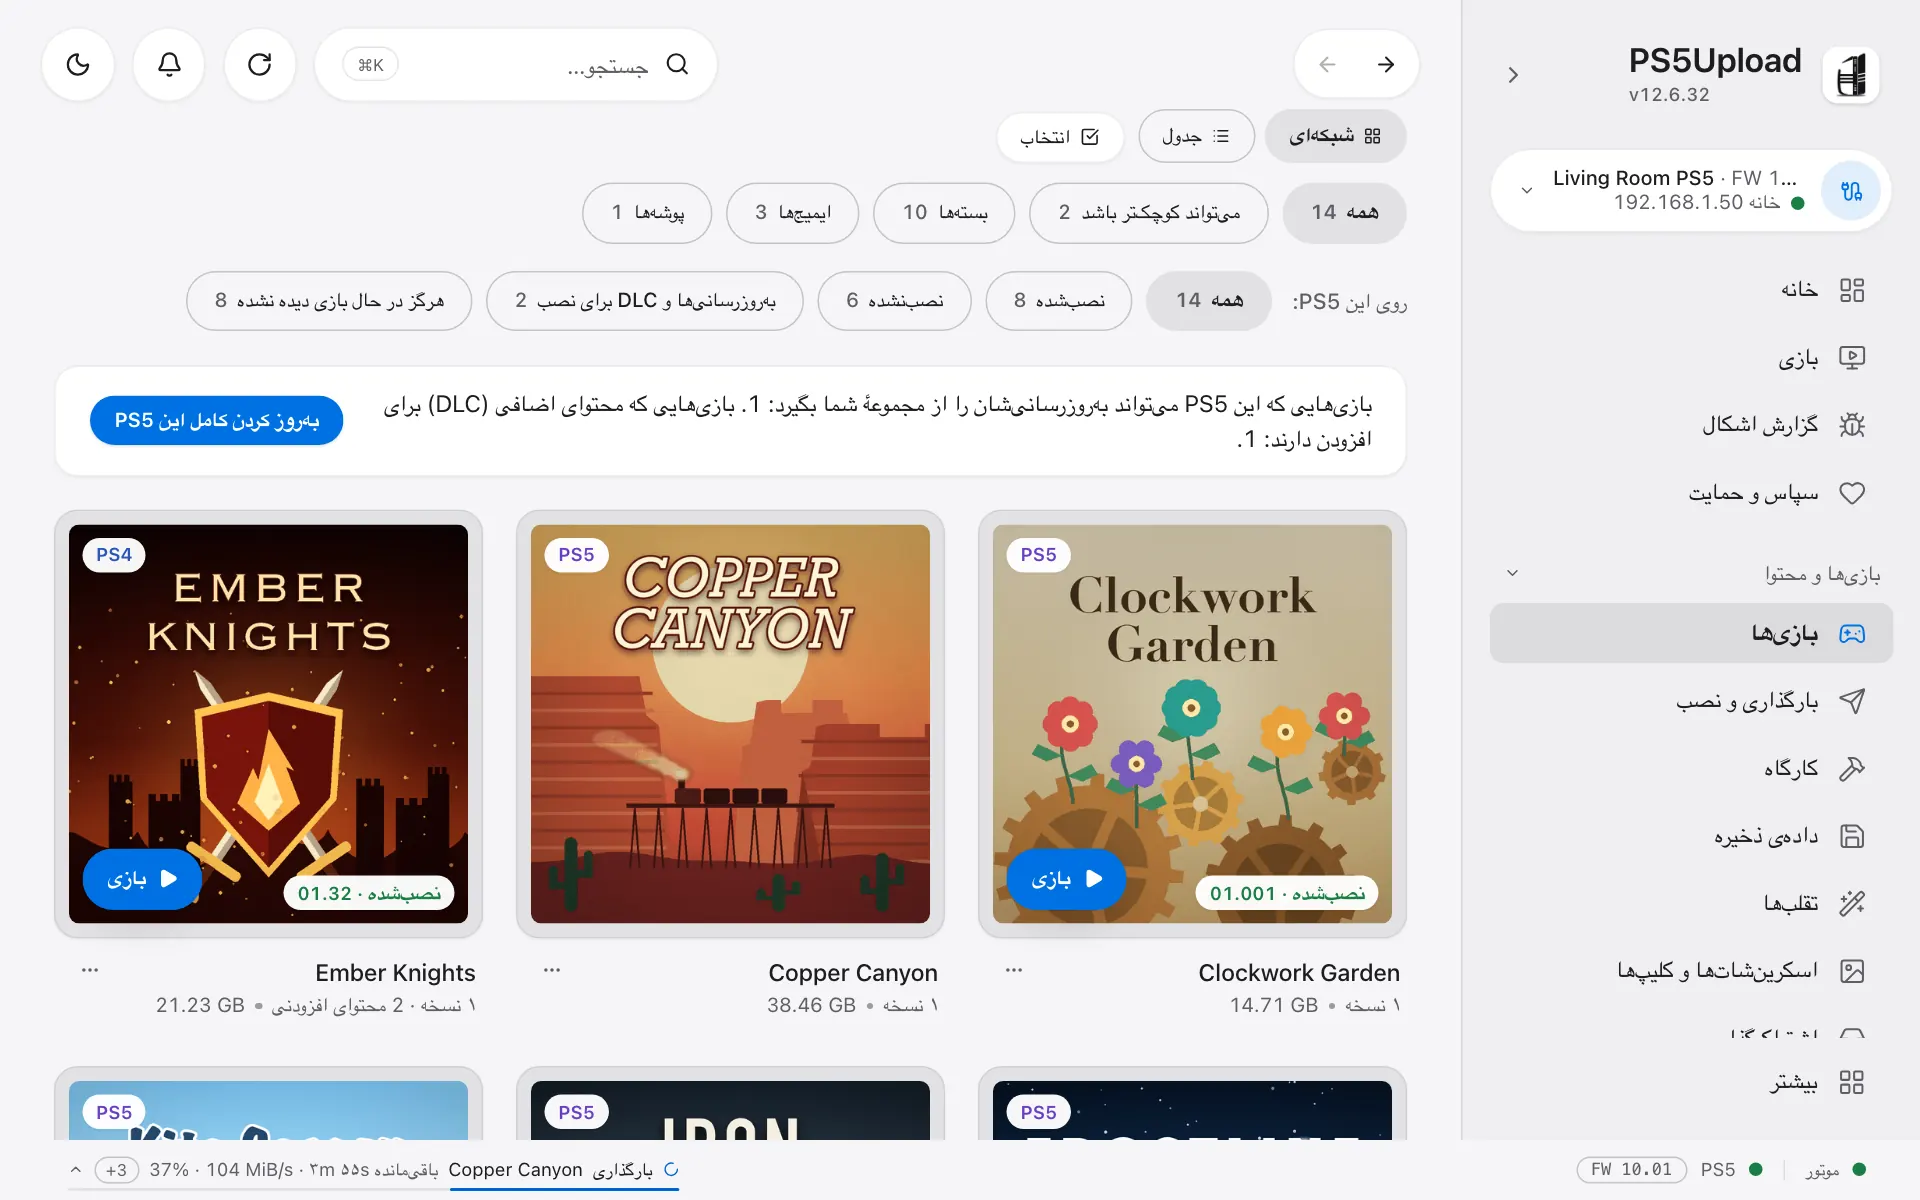 PS5Upload
v12.6.32
Living Room PS5 · FW 1...
خانه 192.168.1.50
خانه
بازی
گزارش اشکال
سپاس و حمایت
بازی‌ها و محتوا
بازی‌ها
بارگذاری و نصب
کارگاه
داده‌ی ذخیره
تقلب‌ها
اسکرین‌شات‌ها و کلیپ‌ها
بیشتر
جستجو...
⌘K
شبکه‌ای
جدول
انتخاب
همه 14
می‌تواند کوچکتر باشد 2
بسته‌ها 10
ایمیج‌ها 3
پوشه‌ها 1
روی این PS5:
همه 14
نصب‌شده 8
نصب‌نشده 6
به‌روزرسانی‌ها و DLC برای نصب 2
هرگز در حال بازی دیده نشده 8
بازی‌هایی که این PS5 می‌تواند به‌روزرسانی‌شان را از مجموعهٔ شما بگیرد: 1. بازی‌هایی که محتوای اضافی (DLC) برای
افزودن دارند: 1.
به‌روز کردن کامل این PS5
PS5
Clockwork
Garden
بازی
نصب‌شده · 01.001
Clockwork Garden
۱ نسخه • 14.71 GB
PS5
COPPER
CANYON
Copper Canyon
۱ نسخه • 38.46 GB
PS4
EMBER
KNIGHTS
بازی
نصب‌شده · 01.32
Ember Knights
۱ نسخه · 2 محتوای افزودنی • 21.23 GB
PS5
PS5
IRON
PS5
موتور
PS5
FW 10.01
بارگذاری Copper Canyon باقی‌مانده ۳m ۵۵s · 104 MiB/s · 37%
+3